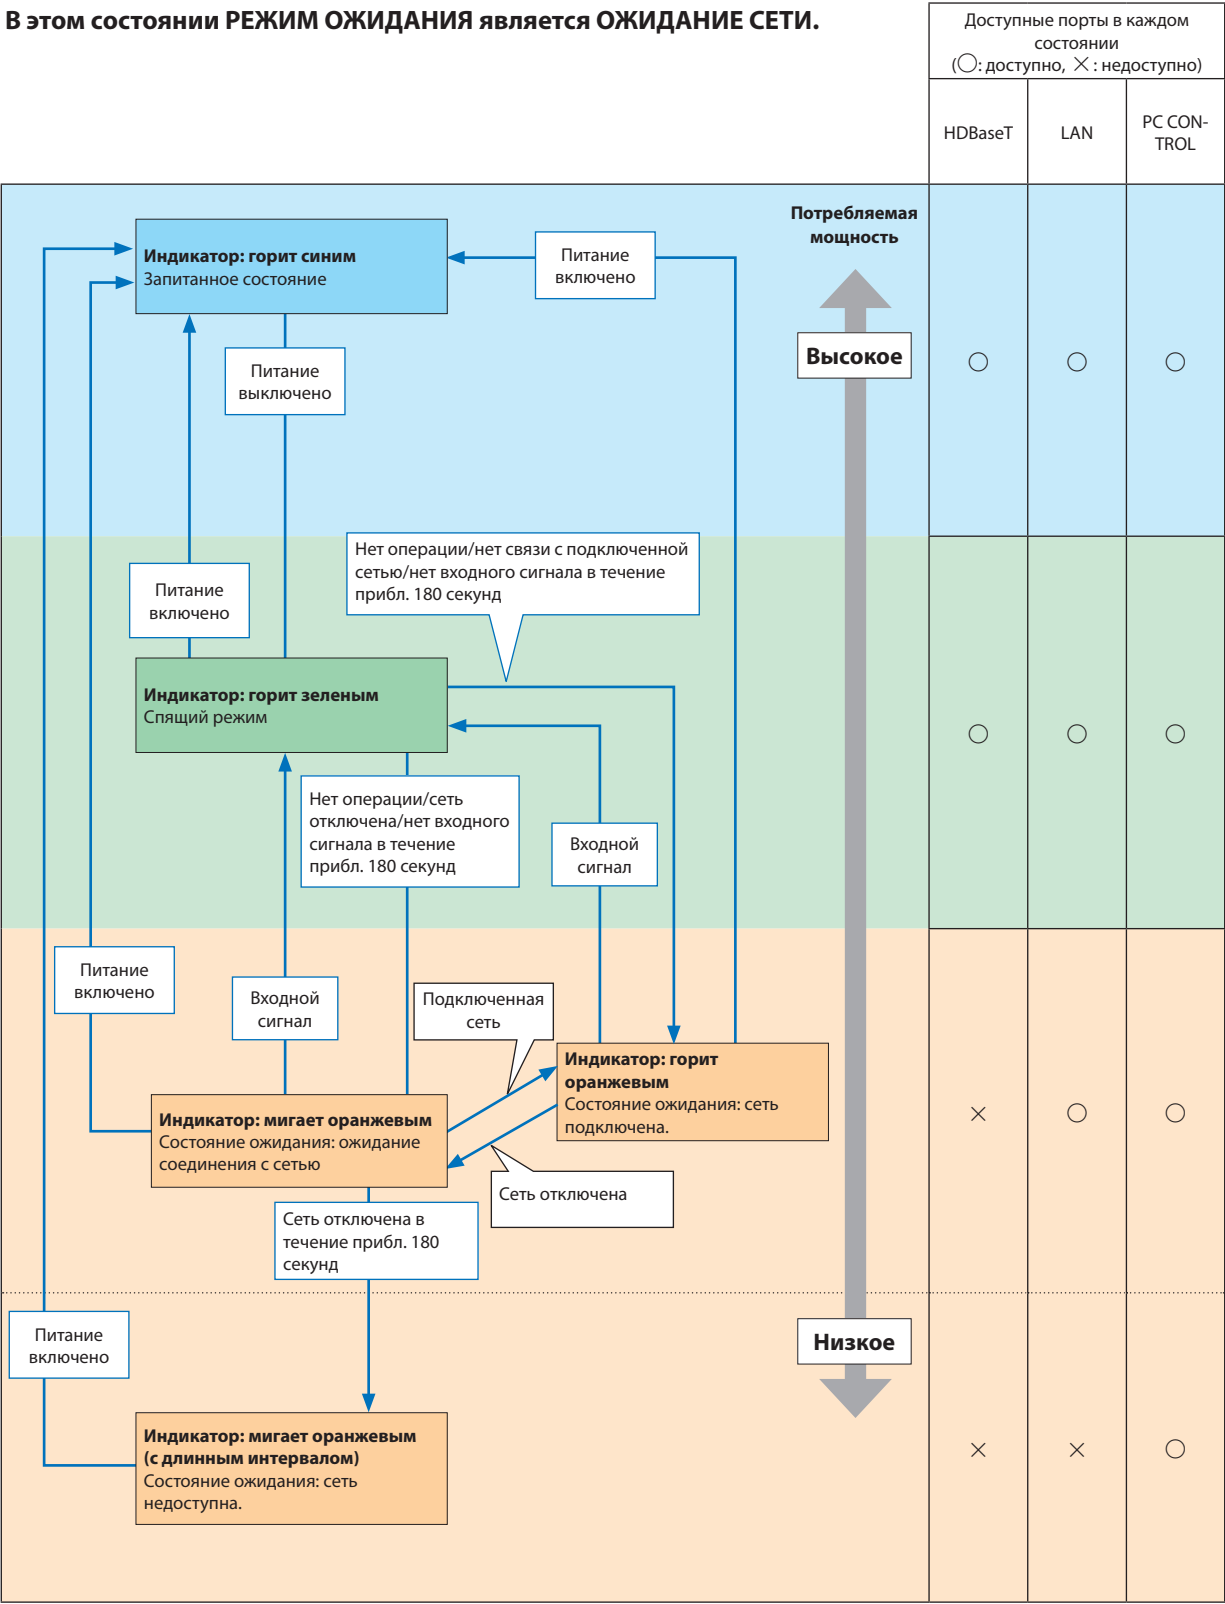 В этом состоянии РЕЖИМ ОЖИДАНИЯ является ОЖИДАНИЕ СЕТИ.
Доступные порты в каждом
состоянии
(○: доступно, ×: недоступно)
HDBaseT
LAN
PC CON-
TROL
Потребляемая
мощность
Индикатор: горит синим
Запитанное состояние
Питание
включено
Питание
выключено
Высокое
○
○
○
Нет операции/нет связи с подключенной
сетью/нет входного сигнала в течение
прибл. 180 секунд
Питание
включено
Индикатор: горит зеленым
Спящий режим
○
○
○
Нет операции/сеть
отключена/нет входного
сигнала в течение
прибл. 180 секунд
Входной
сигнал
Питание
включено
Входной
сигнал
Подключенная
сеть
Индикатор: горит
оранжевым
Состояние ожидания: сеть
подключена.
Индикатор: мигает оранжевым
Состояние ожидания: ожидание
соединения с сетью
×
○
○
Сеть отключена
Сеть отключена в
течение прибл. 180
секунд
Питание
включено
Низкое
Индикатор: мигает оранжевым
(с длинным интервалом)
Состояние ожидания: сеть
недоступна.
×
×
○